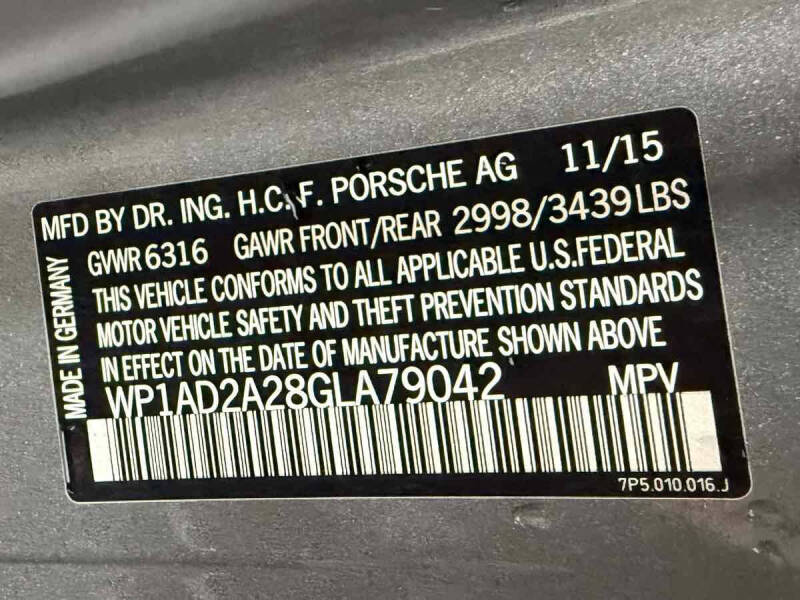 MFD BY DR. ING. H.C. F. PORSCHE AG 11/15
GVWR 6316 GAWR FRONT/REAR 2998/3439 LBS
THIS VEHICLE CONFORMS TO ALL APPLICABLE U.S.FEDERAL
MOTOR VEHICLE SAFETY AND THEFT PREVENTION STANDARDS
IN EFFECT ON THE DATE OF MANUFACTURE SHOWN ABOVE
WP1AD2A28GLA79042 MPV
MADE IN GERMANY
7P5.010.016.J